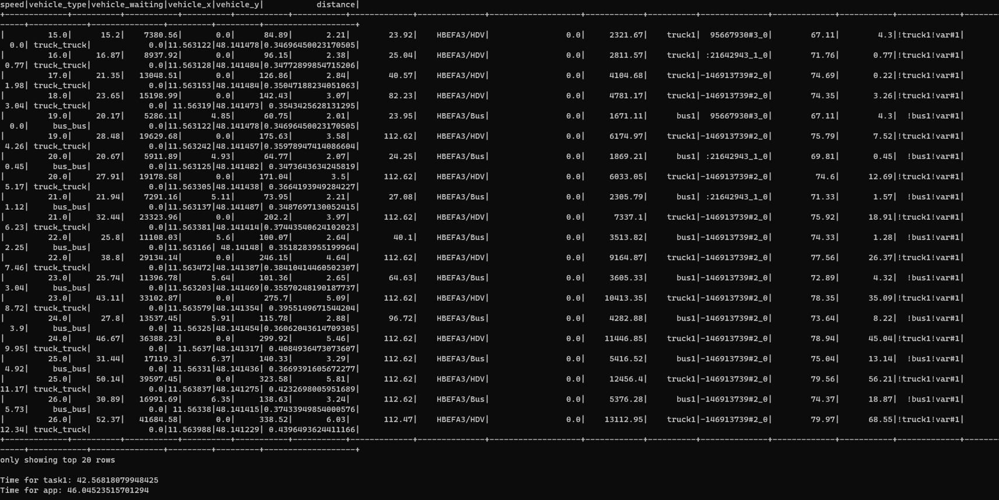 speed|vehicle_type|vehicle_waiting|vehicle_x|vehicle_y|           distance|
+-------------+----------+-----------+----------+-----------+-----------+-------------+--------------+-------------------+------------+----------+--------------+-------------+-----------+-------------+-------
-----+------------+---------------+---------+---------+-------------------+
|         15.0|      15.2|    7380.56|       0.0|      84.89|       2.21|        23.92|     HBEFA3/HDV|                0.0|     2321.67|    truck1|  95667930#3_0|        67.11|        4.3|!truck1!var#1|
  0.0| truck_truck|            0.0|11.563122|48.141478|0.34696450023170505|
|         16.0|     16.87|    8937.92|       0.0|      96.15|       2.38|        25.04|     HBEFA3/HDV|                0.0|     2811.57|    truck1| :21642943_1_0|        71.76|       0.77|!truck1!var#1|
 0.77| truck_truck|            0.0|11.563128|48.141484|0.347728998547​15206|
|         17.0|     21.35|   13048.51|       0.0|     126.86|       2.84|        40.57|     HBEFA3/HDV|                0.0|     4104.68|    truck1|-146913739#2_0|        74.69|       0.22|!truck1!var#1|
 1.98| truck_truck|            0.0|11.563153|48.141484|0.35047188234051063|
|         18.0|     23.65|   15198.99|       0.0|     142.43|       3.07|        82.23|     HBEFA3/HDV|                0.0|     4781.17|    truck1|-146913739#2_0|        74.35|       3.26|!truck1!var#1|
 3.04| truck_truck|            0.0| 11.56319|48.141473| 0.3543425628131295|
|         19.0|     20.17|    5286.11|      4.85|      60.75|       2.01|        23.95|     HBEFA3/Bus|                0.0|     1671.11|      bus1|  95667930#3_0|        67.11|        4.3|  !bus1!var#1|
  0.0|     bus_bus|            0.0|11.563122|48.141478|0.34696450023170505|
|         19.0|     28.48|   19629.68|       0.0|     175.63|       3.58|       112.62|     HBEFA3/HDV|                0.0|     6174.97|    truck1|-146913739#2_0|        75.79|       7.52|!truck1!var#1|
 4.26| truck_truck|            0.0|11.563242|48.141457|0.35978947414086604|
|         20.0|     20.67|    5911.89|      4.93|      64.77|       2.07|        24.25|     HBEFA3/Bus|                0.0|     1869.21|      bus1| :21642943_1_0|        69.81|       0.45|  !bus1!var#1|
 0.45|     bus_bus|            0.0|11.563125|48.141482| 0.3473643634245819|
|         20.0|     27.91|   19178.58|       0.0|     171.04|        3.5|       112.62|     HBEFA3/HDV|                0.0|     6033.05|    truck1|-146913739#2_0|         74.6|      12.69|!truck1!var#1|
 5.17| truck_truck|            0.0|11.563305|48.141438| 0.3664193949284227|
|         21.0|     21.94|    7291.16|      5.11|      73.95|       2.21|        27.08|     HBEFA3/Bus|                0.0|     2305.79|      bus1| :21642943_1_0|        71.33|       1.57|  !bus1!var#1|
 1.12|     bus_bus|            0.0|11.563137|48.141487| 0.3487697130052415|
|         21.0|     32.44|   23323.96|       0.0|      202.2|       3.97|       112.62|     HBEFA3/HDV|                0.0|      7337.1|    truck1|-146913739#2_0|        75.92|      18.91|!truck1!var#1|
 6.23| truck_truck|            0.0|11.563381|48.141414|0.37443540624102023|
|         22.0|      25.8|   11108.03|       5.6|     100.07|       2.64|         40.1|     HBEFA3/Bus|                0.0|     3513.82|      bus1|-146913739#2_0|        74.33|       1.28|  !bus1!var#1|
 2.25|     bus_bus|            0.0|11.563166| 48.14148| 0.3518283955199964|
|         22.0|      38.8|   29134.14|       0.0|     246.15|       4.64|       112.62|     HBEFA3/HDV|                0.0|     9164.87|    truck1|-146913739#2_0|        77.56|      26.37|!truck1!var#1|
 7.46| truck_truck|            0.0|11.563472|48.141387|0.38410414460502307|
|         23.0|     25.74|   11396.78|      5.64|     101.36|       2.65|        64.63|     HBEFA3/Bus|                0.0|     3605.33|      bus1|-146913739#2_0|        72.89|       4.32|  !bus1!var#1|
 3.04|     bus_bus|            0.0|11.563203|48.141469|0.35570248190187737|
|         23.0|     43.11|   33102.87|       0.0|      275.7|       5.09|       112.62|     HBEFA3/HDV|                0.0|    10413.35|    truck1|-146913739#2_0|        78.35|      35.09|!truck1!var#1|
 8.72| truck_truck|            0.0|11.563579|48.141354| 0.3955149671544204|
|         24.0|      27.8|   13537.45|      5.91|     115.78|       2.88|        96.72|     HBEFA3/Bus|                0.0|     4282.88|      bus1|-146913739#2_0|        73.64|       8.22|  !bus1!var#1|
  3.9|     bus_bus|            0.0| 11.56325|48.141454|0.36062043614709305|
|         24.0|     46.67|   36388.23|       0.0|     299.92|       5.46|       112.62|     HBEFA3/HDV|                0.0|    11446.85|    truck1|-146913739#2_0|        78.94|      45.04|!truck1!var#1|
 9.95| truck_truck|            0.0|  11.5637|48.141317| 0.4084936473073607|
|         25.0|     31.44|    17119.3|      6.37|     140.33|       3.29|       112.62|     HBEFA3/Bus|                0.0|     5416.52|      bus1|-146913739#2_0|        75.04|      13.14|  !bus1!var#1|
 4.92|     bus_bus|            0.0| 11.56331|48.141436| 0.3669391605672277|
|         25.0|     50.14|   39597.45|       0.0|     323.58|       5.81|       112.62|     HBEFA3/HDV|                0.0|     12456.4|    truck1|-146913739#2_0|        79.56|      56.21|!truck1!var#1|
11.17| truck_truck|            0.0|11.563837|48.141275| 0.4232698005951689|
|         26.0|     30.89|   16991.69|      6.35|     138.63|       3.24|       112.62|     HBEFA3/Bus|                0.0|     5376.28|      bus1|-146913739#2_0|        74.37|      18.87|  !bus1!var#1|
 5.73|     bus_bus|            0.0| 11.56338|48.141415|0.37433949854000576|
|         26.0|     52.37|   41684.58|       0.0|     338.52|       6.03|       112.47|     HBEFA3/HDV|                0.0|    13112.95|    truck1|-146913739#2_0|        79.97|      68.55|!truck1!var#1|
12.34| truck_truck|            0.0|11.563988|48.141229| 0.4396493624411166|
+-------------+----------+-----------+----------+-----------+-----------+-------------+--------------+-------------------+------------+----------+--------------+-------------+-----------+-------------+-------
-----+------------+---------------+---------+---------+-------------------+
only showing top 20 rows
Time for task1: 42.56818079948425
Time for app: 46.04523515701294